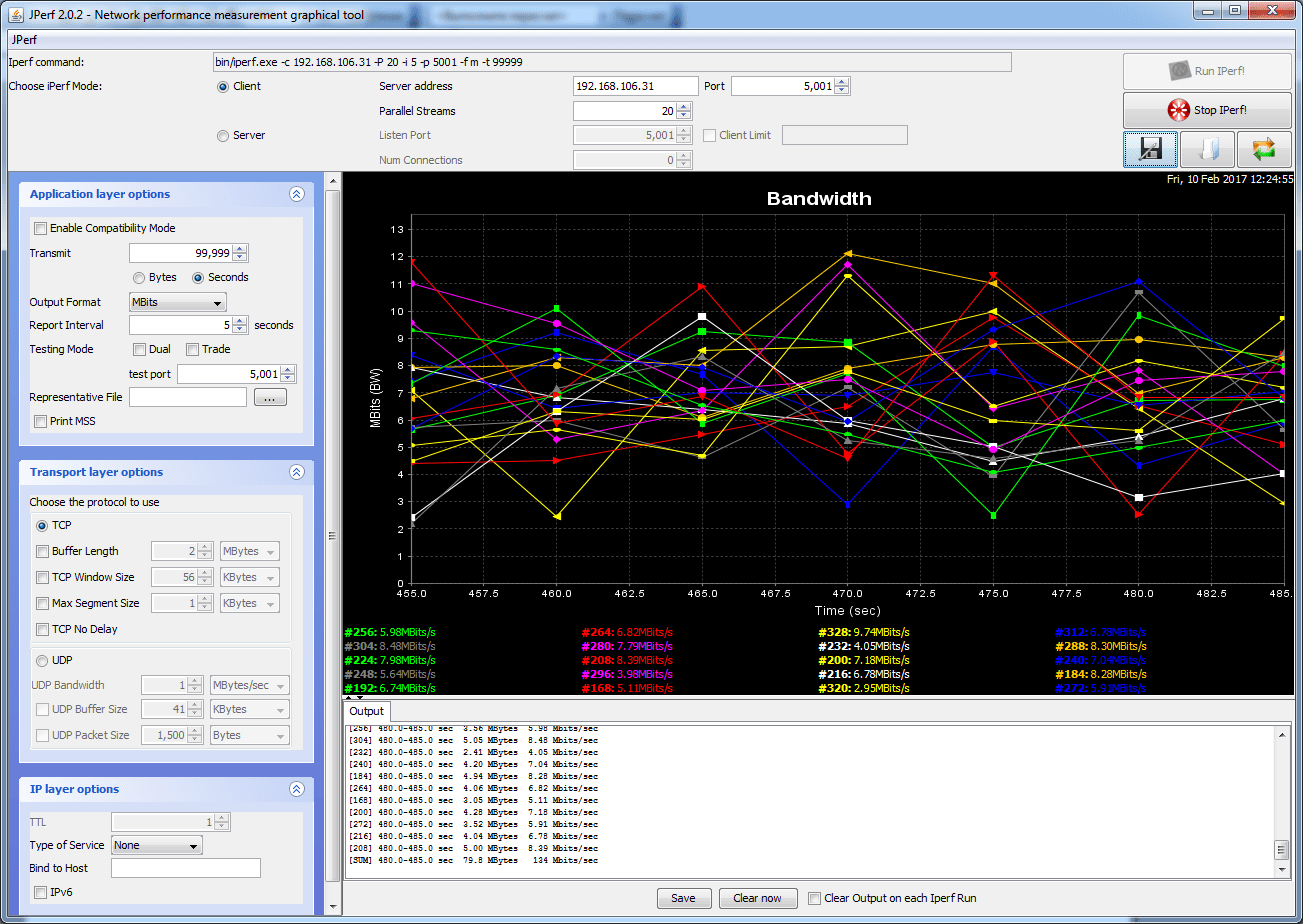 JPerf 2.0.2 - Network performance measurement graphical tool
JPerf
Iperf command: bin/iperf.exe -c 192.168.106.31 -P 20 -i 5 -p 5001 -f m -t 99999
Choose iPerf Mode: Client Server address 192.168.106.31 Port 5,001
Parallel Streams 20
Server Listen Port 5,001 Client Limit
Num Connections 0
Run IPerf!
Stop IPerf!
Application layer options
Enable Compatibility Mode
Transmit 99,999
Bytes Seconds
Output Format MBits
Report Interval 5 seconds
Testing Mode Dual Trade
test port 5,001
Representative File ...
Print MSS
Transport layer options
Choose the protocol to use
TCP
Buffer Length 2 MBytes
TCP Window Size 56 KBytes
Max Segment Size 1 KBytes
TCP No Delay
UDP
UDP Bandwidth 1 MBytes/sec
UDP Buffer Size 41 KBytes
UDP Packet Size 1,500 Bytes
IP layer options
TTL 1
Type of Service None
Bind to Host
IPv6
Fri, 10 Feb 2017 12:24:55
Bandwidth
MBits (BW)
13
12
11
10
9
8
7
6
5
4
3
2
1
0
455.0 457.5 460.0 462.5 465.0 467.5 470.0 472.5 475.0 477.5 480.0 482.5 485.
Time (sec)
#256: 5.98MBits/s #264: 6.82MBits/s #328: 9.74MBits/s #312: 6.73MBits/s
#304: 8.48MBits/s #280: 7.79MBits/s #232: 4.05MBits/s #288: 8.30MBits/s
#224: 7.98MBits/s #208: 8.39MBits/s #200: 7.18MBits/s #240: 7.04MBits/s
#248: 5.64MBits/s #296: 3.98MBits/s #216: 6.78MBits/s #184: 8.28MBits/s
#192: 6.74MBits/s #168: 5.11MBits/s #320: 2.95MBits/s #272: 5.91MBits/s
Output
[256] 480.0-485.0 sec 3.56 MBytes 5.98 Mbits/sec
[304] 480.0-485.0 sec 5.05 MBytes 8.48 Mbits/sec
[232] 480.0-485.0 sec 2.41 MBytes 4.05 Mbits/sec
[240] 480.0-485.0 sec 4.20 MBytes 7.04 Mbits/sec
[184] 480.0-485.0 sec 4.94 MBytes 8.28 Mbits/sec
[264] 480.0-485.0 sec 4.06 MBytes 6.82 Mbits/sec
[168] 480.0-485.0 sec 3.05 MBytes 5.11 Mbits/sec
[200] 480.0-485.0 sec 4.28 MBytes 7.18 Mbits/sec
[272] 480.0-485.0 sec 3.52 MBytes 5.91 Mbits/sec
[216] 480.0-485.0 sec 4.04 MBytes 6.78 Mbits/sec
[208] 480.0-485.0 sec 5.00 MBytes 8.39 Mbits/sec
[SUM] 480.0-485.0 sec 79.8 MBytes 134 Mbits/sec
Save Clear now Clear Output on each Iperf Run